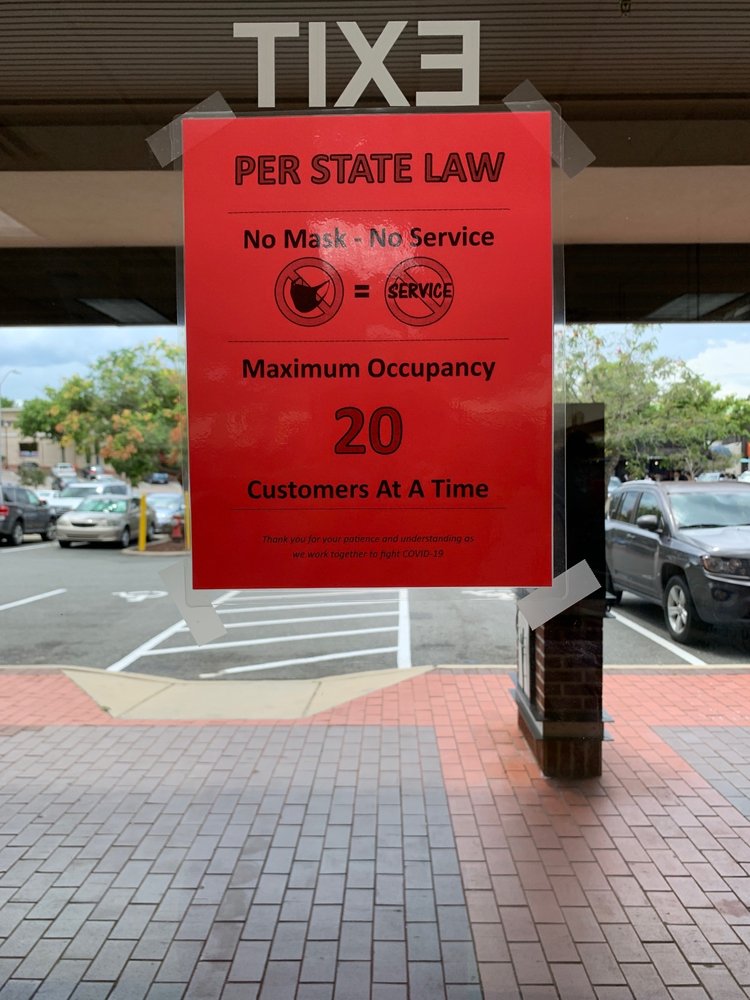 EXIT
PER STATE LAW
No Mask - No Service
= SERVICE
Maximum Occupancy
20
Customers At A Time
Thank you for your patience and understanding as
we work together to fight COVID-19.